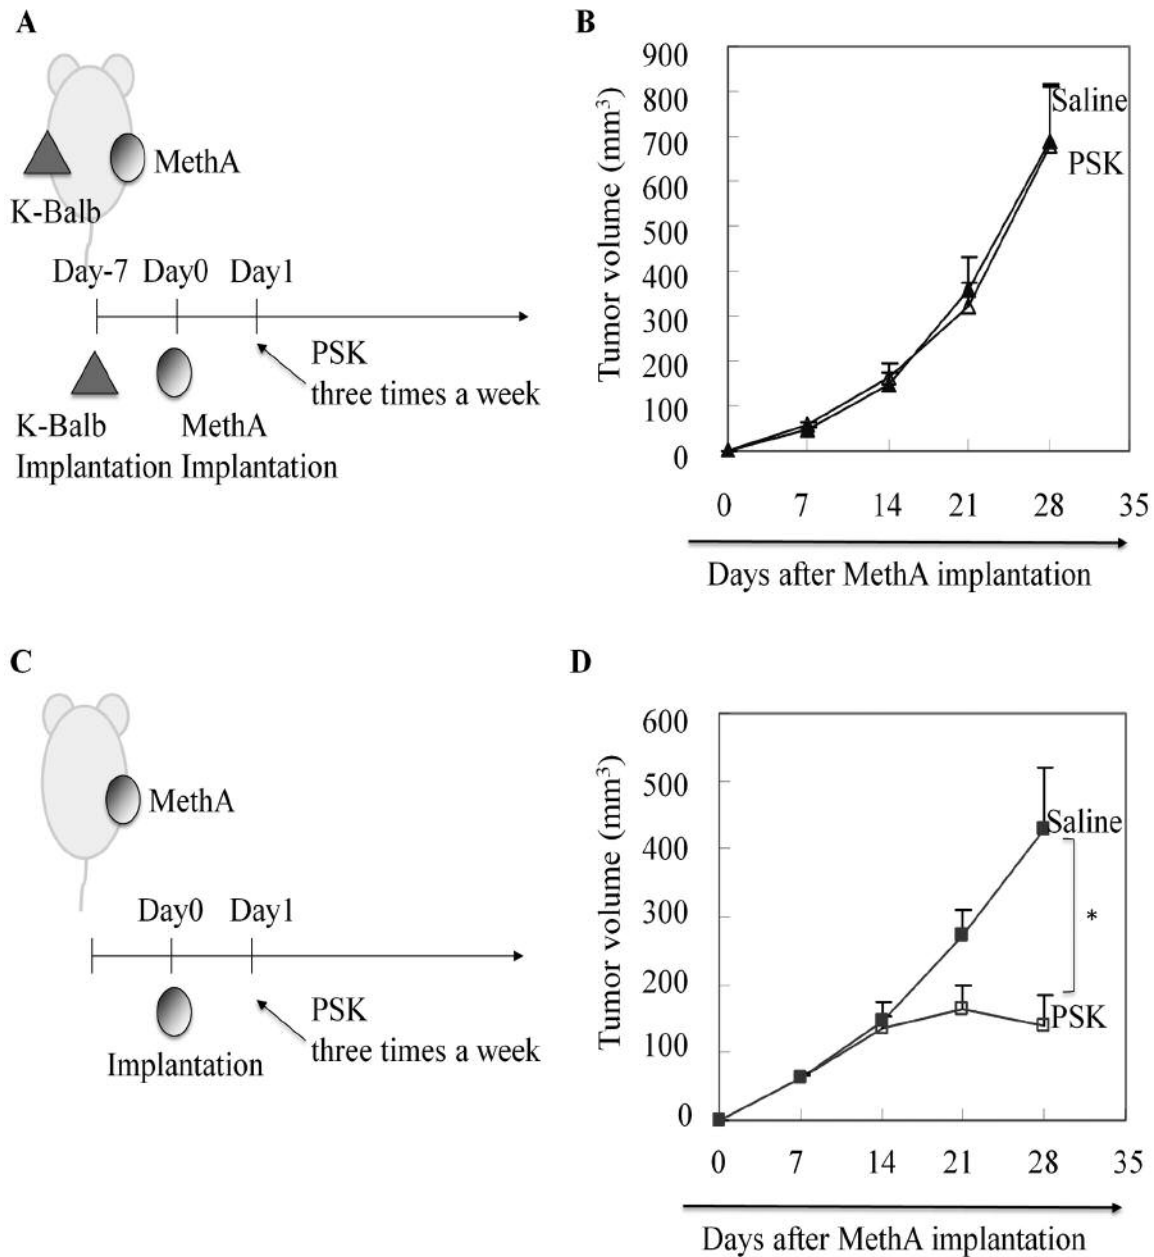 A
MethA
K-Balb
Day-7 Day0 Day1
PSK
three times a week
K-Balb MethA
Implantation Implantation
B
Tumor volume (mm³)
900
800
700
600
500
400
300
200
100
0
Saline
PSK
0 7 14 21 28 35
Days after MethA implantation
C
MethA
Day0 Day1
PSK
three times a week
Implantation
D
Tumor volume (mm³)
600
500
400
300
200
100
0
Saline
*
PSK
0 7 14 21 28 35
Days after MethA implantation